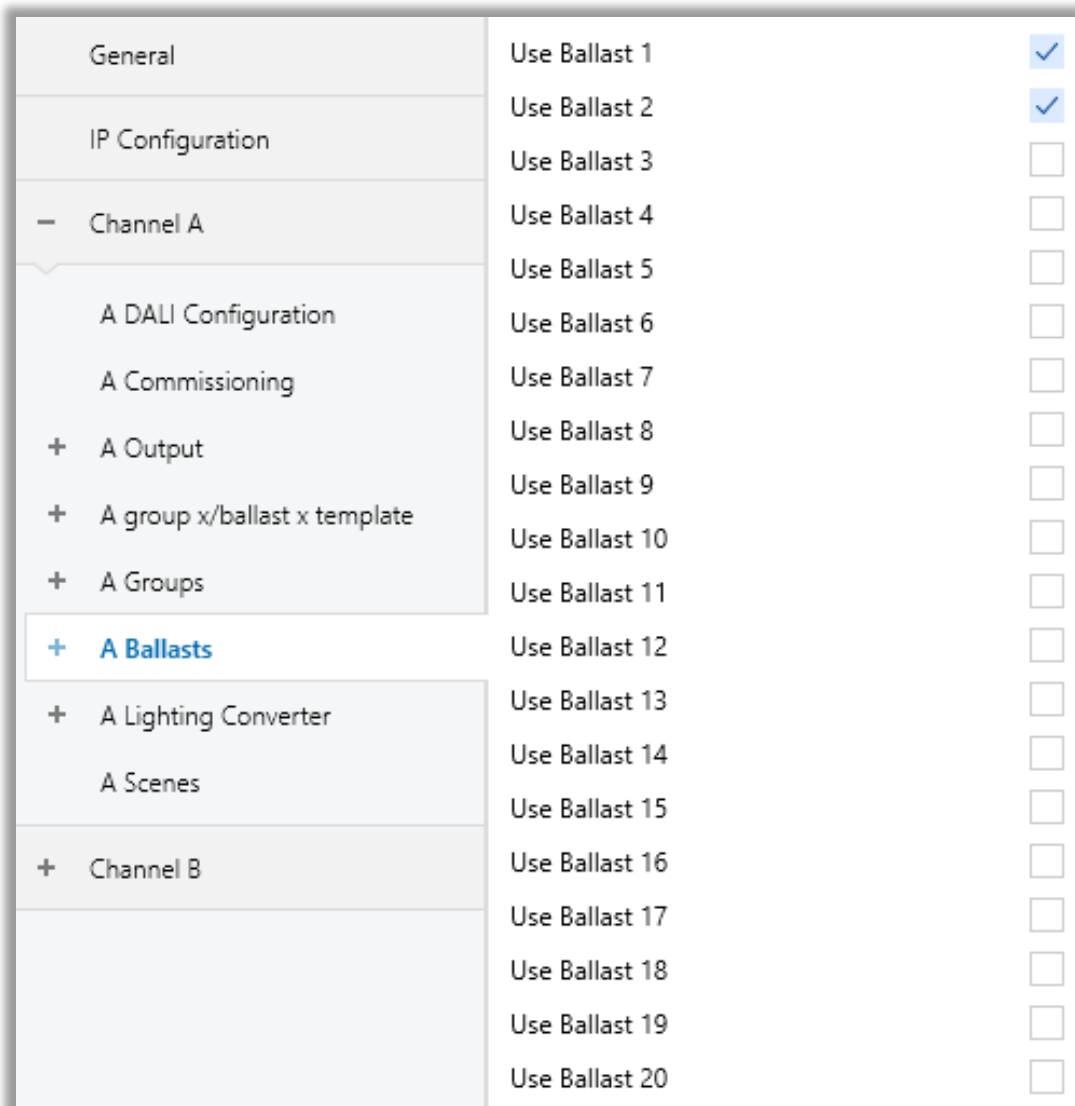 General
IP Configuration
− Channel A
A DALI Configuration
A Commissioning
+ A Output
+ A group x/ballast x template
+ A Groups
+ A Ballasts
+ A Lighting Converter
A Scenes
+ Channel B
Use Ballast 1
Use Ballast 2
Use Ballast 3
Use Ballast 4
Use Ballast 5
Use Ballast 6
Use Ballast 7
Use Ballast 8
Use Ballast 9
Use Ballast 10
Use Ballast 11
Use Ballast 12
Use Ballast 13
Use Ballast 14
Use Ballast 15
Use Ballast 16
Use Ballast 17
Use Ballast 18
Use Ballast 19
Use Ballast 20